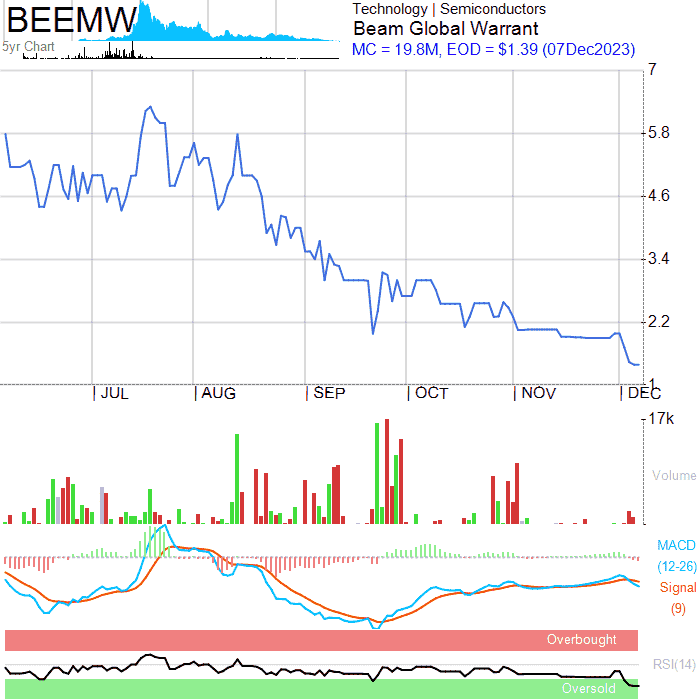 BEEMW
5yr Chart
Technology | Semiconductors
Beam Global Warrant
MC = 19.8M, EOD = $1.39 (07Dec2023)
7
5.8
4.6
3.4
2.2
1
JUL AUG SEP OCT NOV DEC
17k
Volume
MACD
(12-26)
Signal
(9)
Overbought
RSI(14)
Oversold